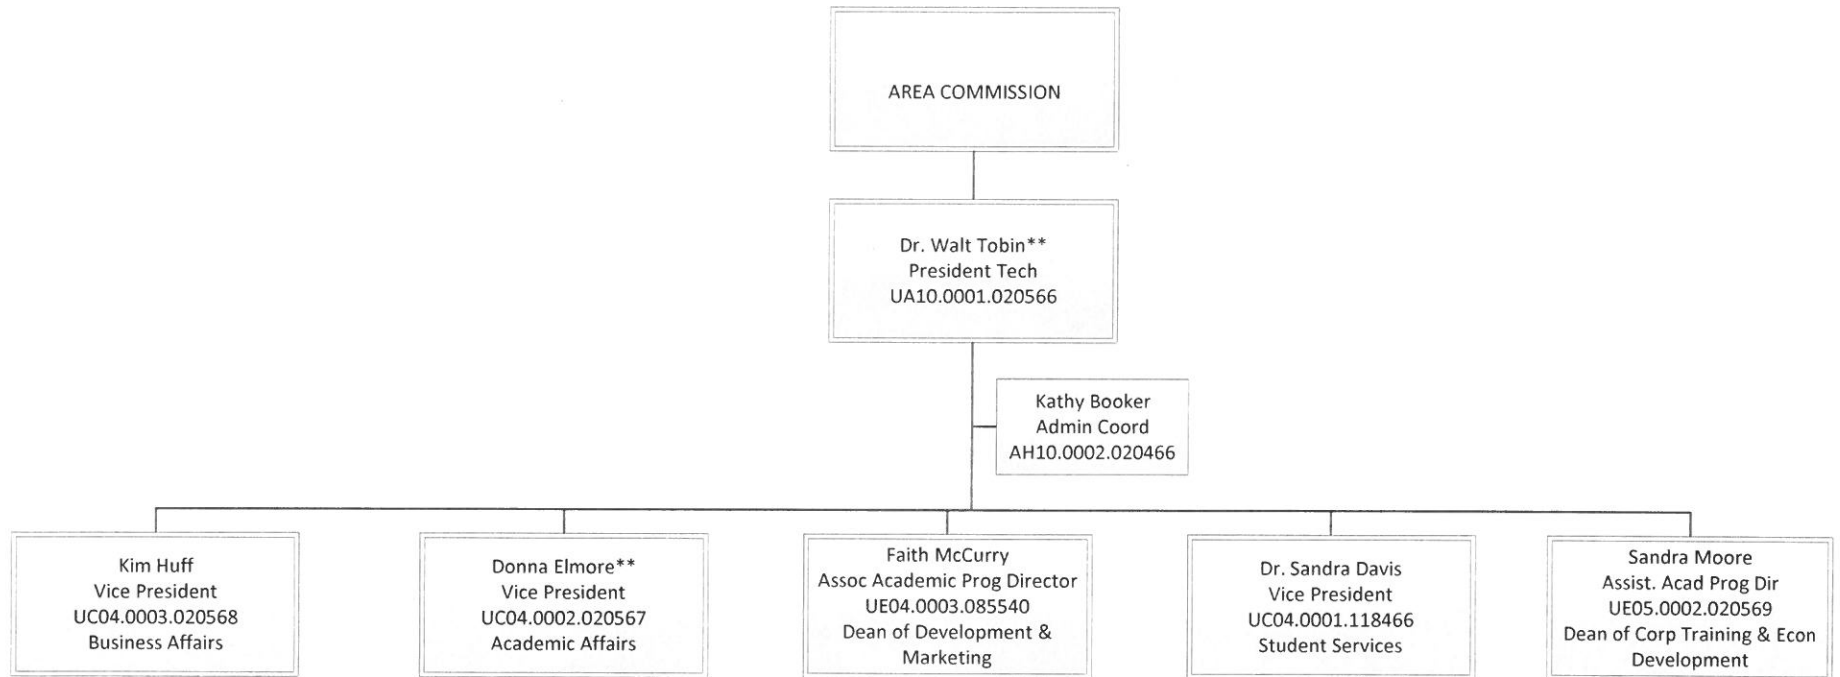 AREA COMMISSION
Dr. Walt Tobin**
President Tech
UA10.0001.020566
Kathy Booker
Admin Coord
AH10.0002.020466
Kim Huff
Vice President
UC04.0003.020568
Business Affairs
Donna Elmore**
Vice President
UC04.0002.020567
Academic Affairs
Faith McCurry
Assoc Academic Prog Director
UE04.0003.085540
Dean of Development &
Marketing
Dr. Sandra Davis
Vice President
UC04.0001.118466
Student Services
Sandra Moore
Assist. Acad Prog Dir
UE05.0002.020569
Dean of Corp Training & Econ
Development